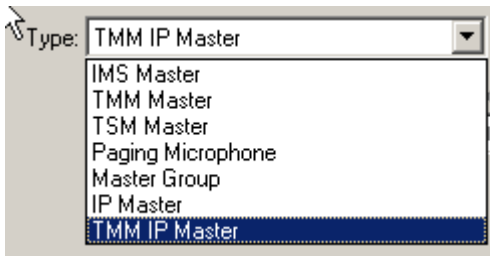 Type: TMM IP Master
IMS Master
TMM Master
TSM Master
Paging Microphone
Master Group
IP Master
TMM IP Master